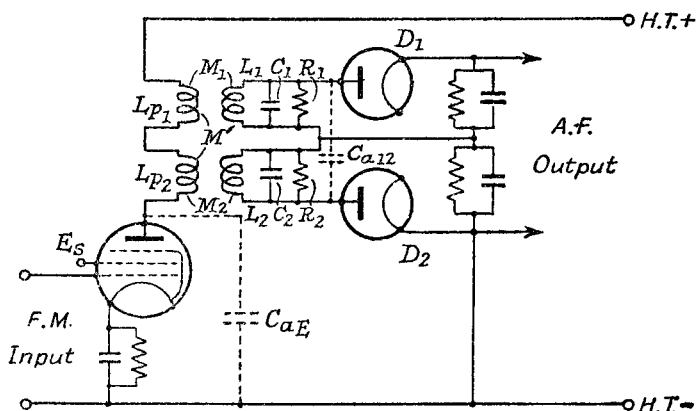 H.T.+
D1
M1 L1 C1 R1
Lp1
M
A.F.
Output
Ca12
Lp2
M2 L2 C2 R2
D2
Es
CaE
F.M.
Input
H.T.-